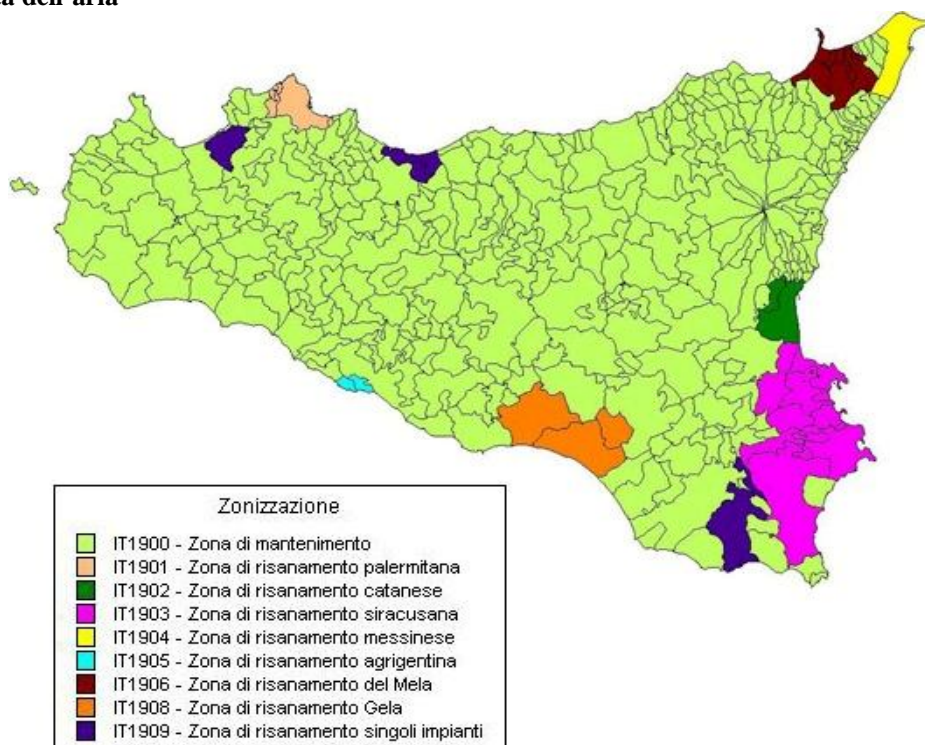 dell'aria
Zonizzazione
IT1900 - Zona di mantenimento
IT1901 - Zona di risanamento palermitana
IT1902 - Zona di risanamento catanese
IT1903 - Zona di risanamento siracusana
IT1904 - Zona di risanamento messinese
IT1905 - Zona di risanamento agrigentina
IT1906 - Zona di risanamento del Mela
IT1908 - Zona di risanamento Gela
IT1909 - Zona di risanamento singoli impianti